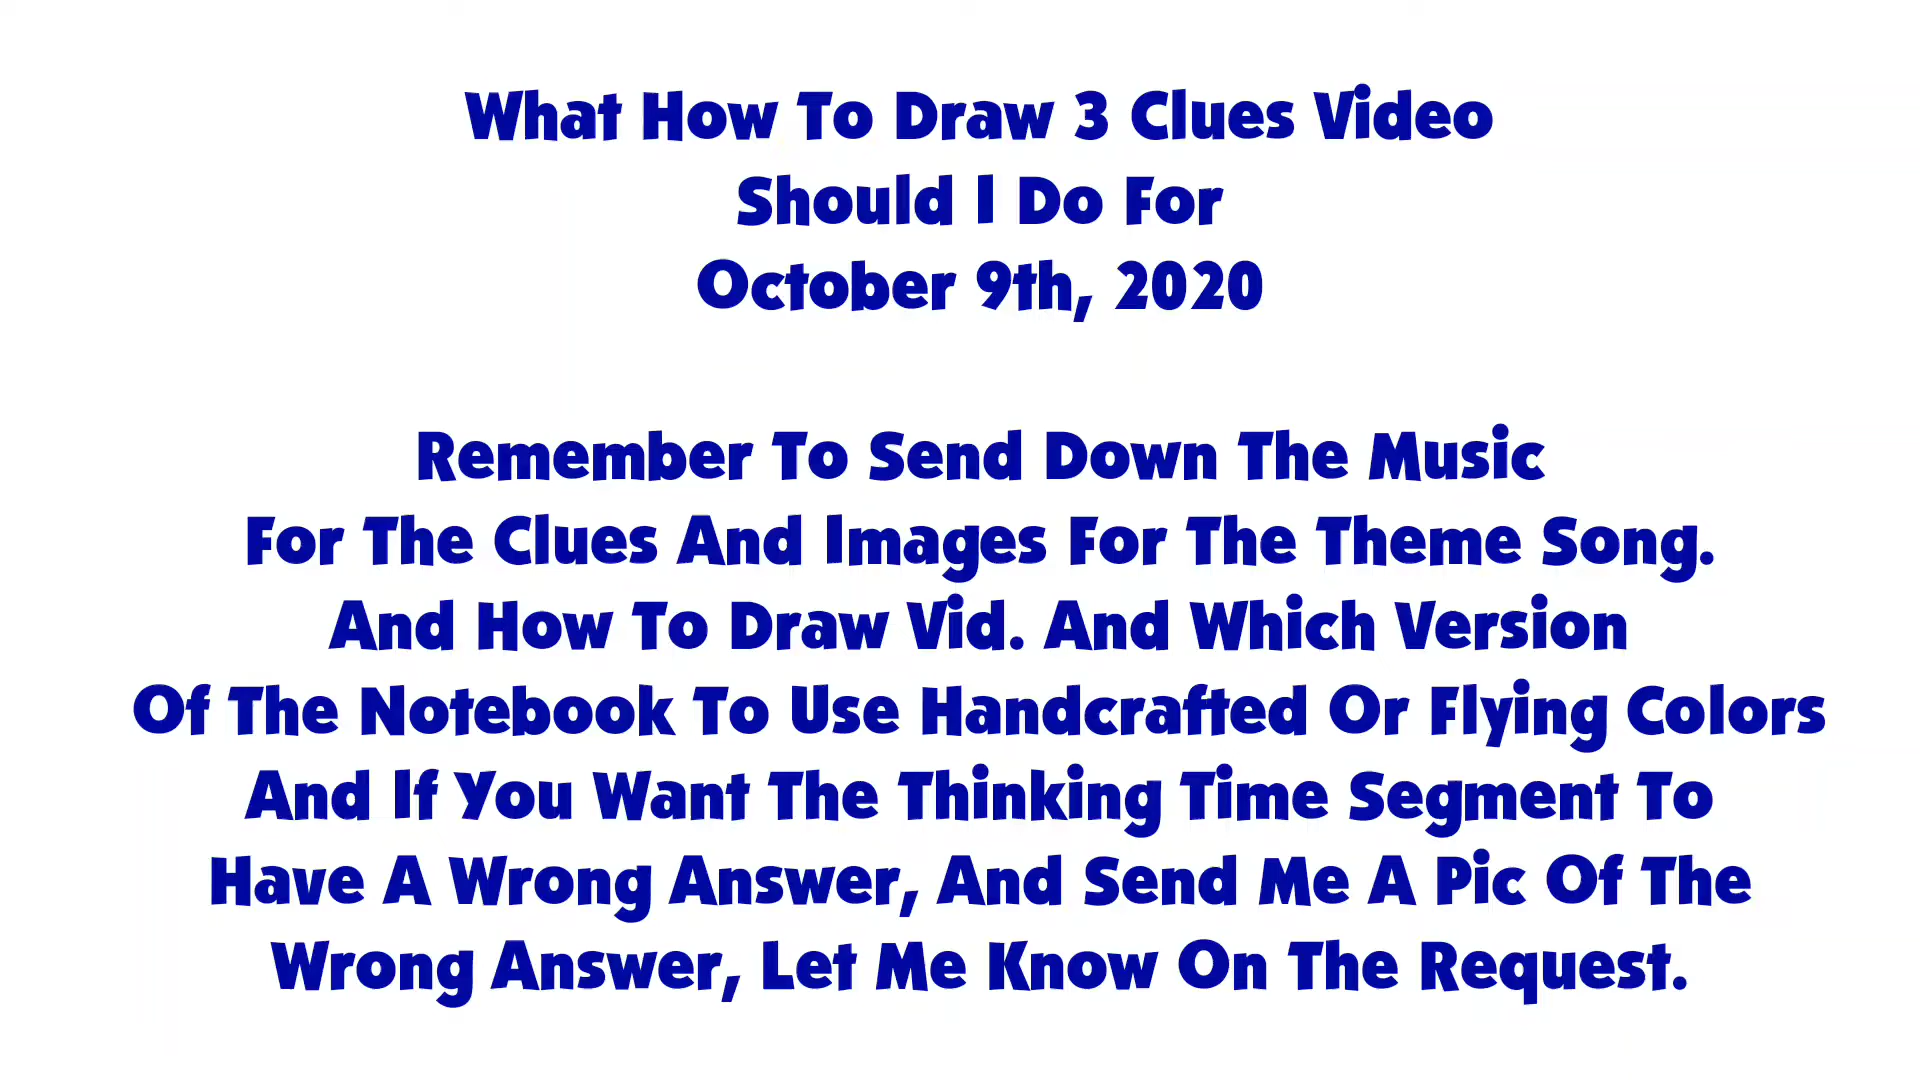 What How To Draw 3 Clues Video
Should I Do For
October 9th, 2020
Remember To Send Down The Music
For The Clues And Images For The Theme Song.
And How To Draw Vid. And Which Version
Of The Notebook To Use Handcrafted Or Flying Colors
And If You Want The Thinking Time Segment To
Have A Wrong Answer, And Send Me A Pic Of The
Wrong Answer, Let Me Know On The Request.